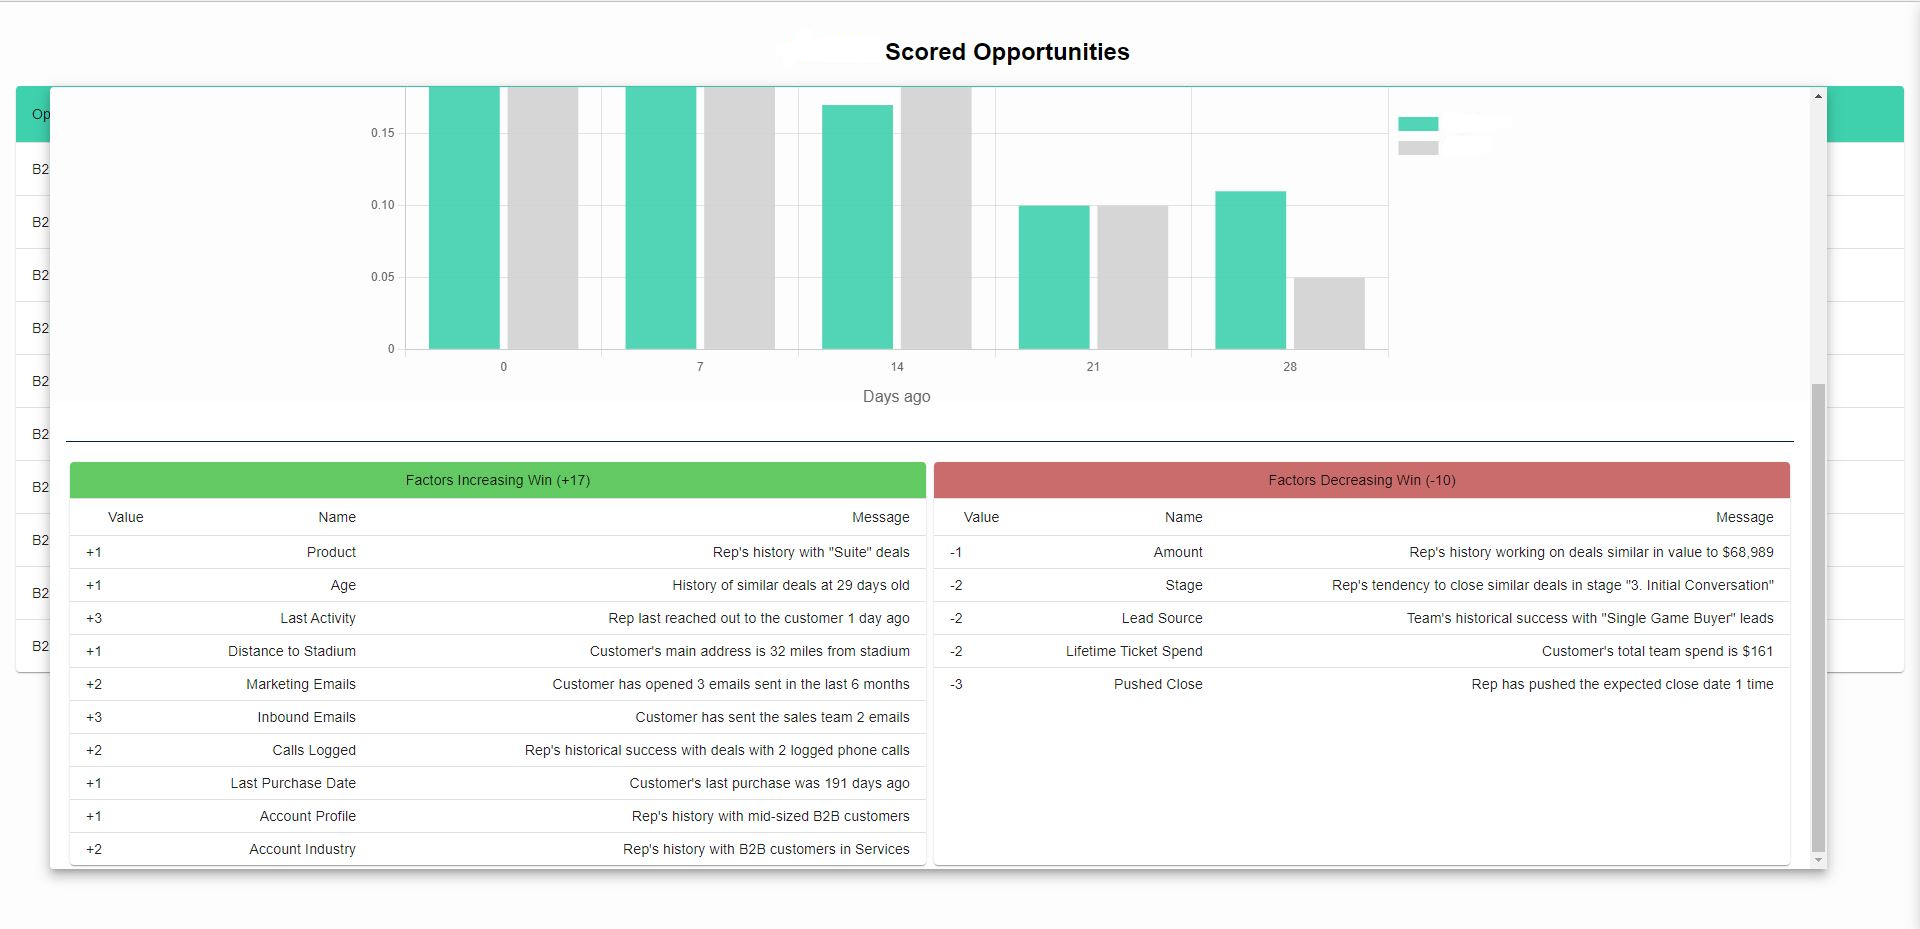 Scored Opportunities
Op
B2
B2
B2
B2
B2
B2
B2
B2
B2
B2
0.15
0.10
0.05
0
0 7 14 21 28
Days ago
Factors Increasing Win (+17)
Value Name Message
+1 Product Rep's history with "Suite" deals
+1 Age History of similar deals at 29 days old
+3 Last Activity Rep last reached out to the customer 1 day ago
+1 Distance to Stadium Customer's main address is 32 miles from stadium
+2 Marketing Emails Customer has opened 3 emails sent in the last 6 months
+3 Inbound Emails Customer has sent the sales team 2 emails
+2 Calls Logged Rep's historical success with deals with 2 logged phone calls
+1 Last Purchase Date Customer's last purchase was 191 days ago
+1 Account Profile Rep's history with mid-sized B2B customers
+2 Account Industry Rep's history with B2B customers in Services
Factors Decreasing Win (-10)
Value Name Message
-1 Amount Rep's history working on deals similar in value to $68,989
-2 Stage Rep's tendency to close similar deals in stage "3. Initial Conversation"
-2 Lead Source Team's historical success with "Single Game Buyer" leads
-2 Lifetime Ticket Spend Customer's total team spend is $161
-3 Pushed Close Rep has pushed the expected close date 1 time